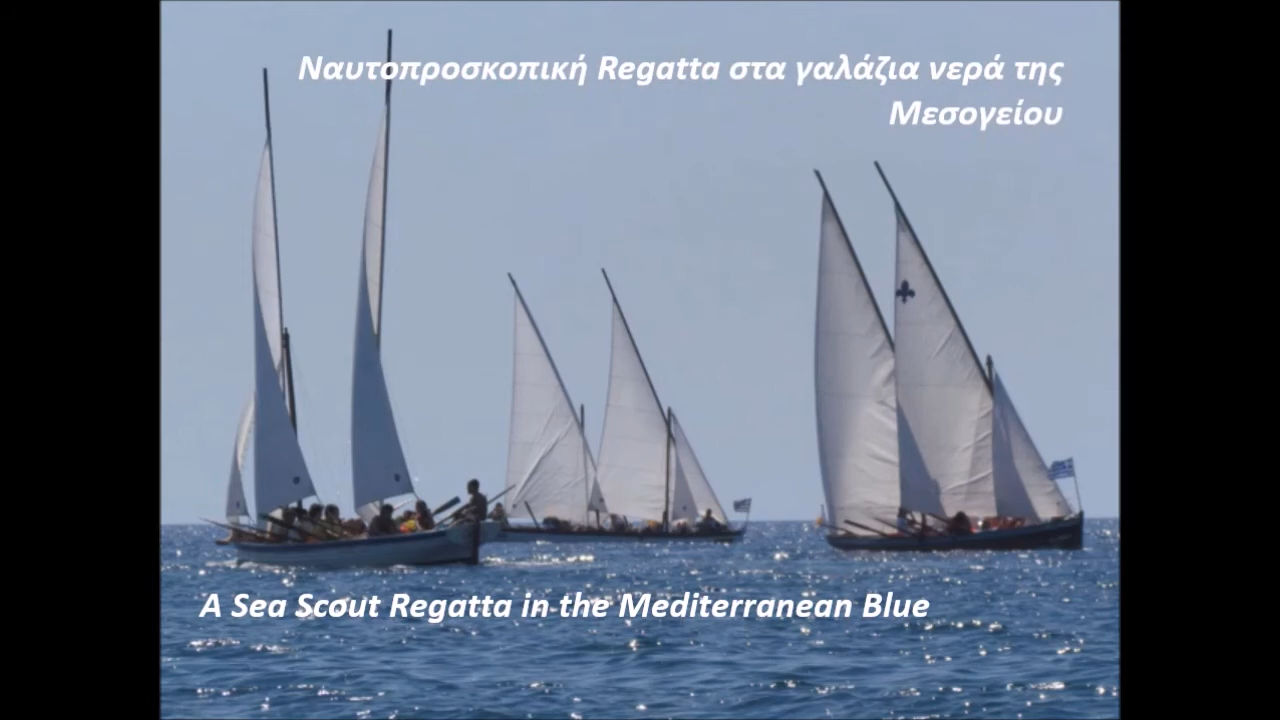 Ναυτοπροσκοπική Regatta στα γαλάζια νερά της
Μεσογείου
A Sea Scout Regatta in the Mediterranean Blue